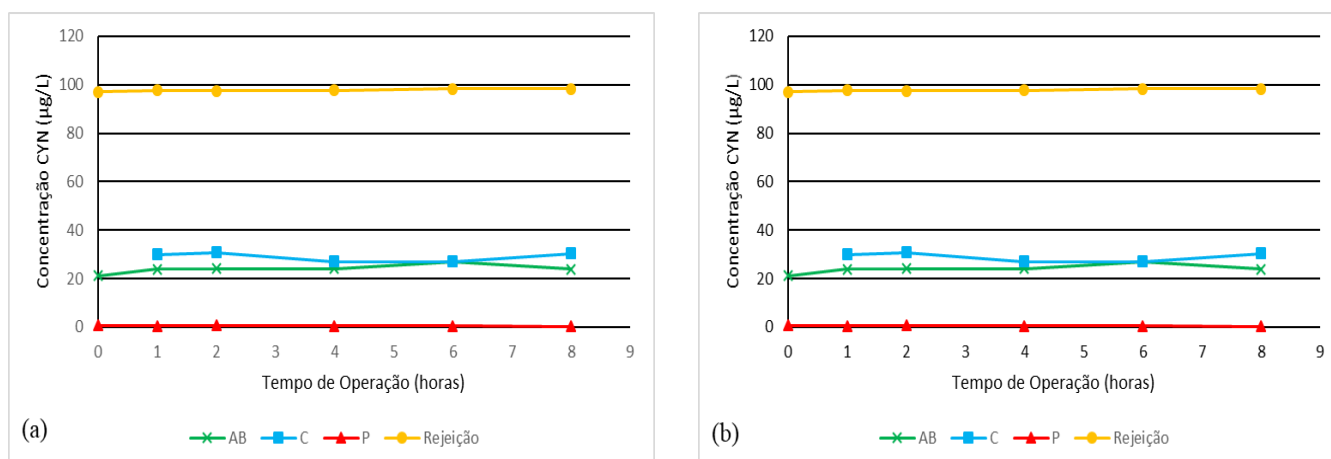 120
100
80
60
40
20
0
Concentração CYN (µg/L)
0 1 2 3 4 5 6 7 8 9
Tempo de Operação (horas)
(a)
AB C P Rejeição
120
100
80
60
40
20
0
Concentração CYN (µg/L)
0 1 2 3 4 5 6 7 8 9
Tempo de Operação (horas)
(b)
AB C P Rejeição